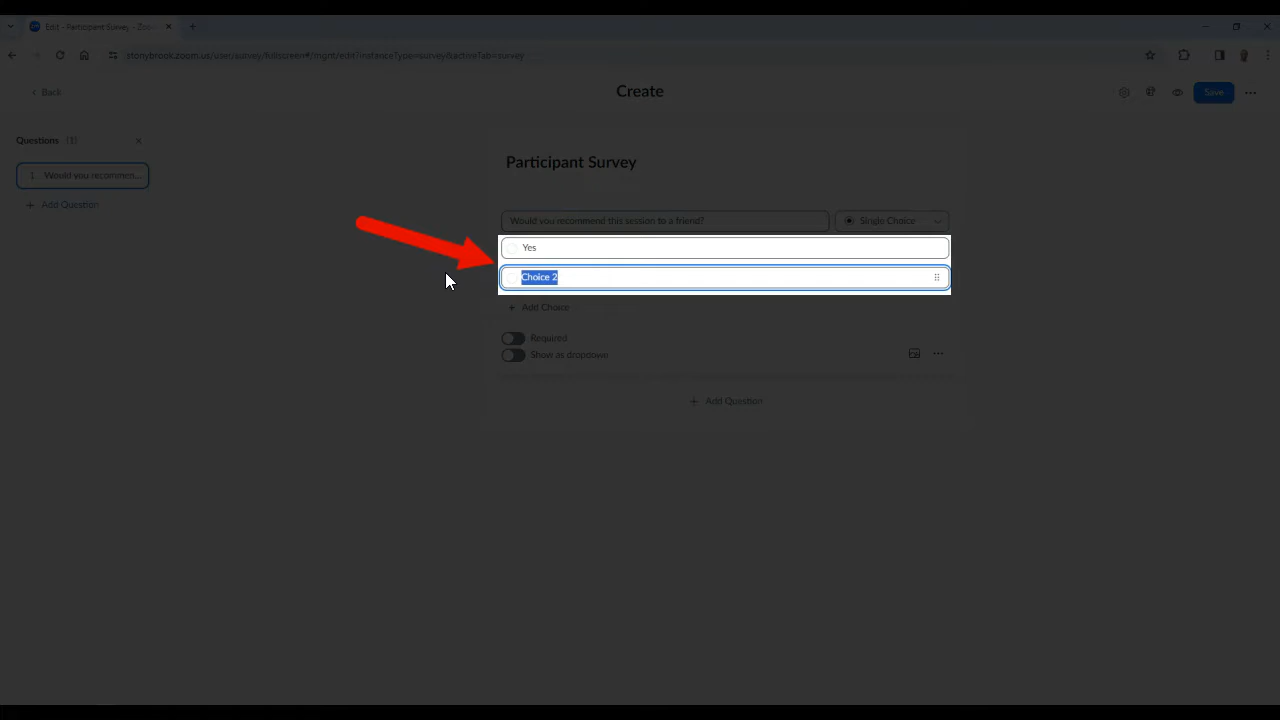 Edit - Participant Survey - Zoom
stonybrook.zoom.us/user/survey/fullscreen#/mgnt/edit?instanceType=survey&activeTab=survey
Back
Create
Save
Questions (1)
Participant Survey
1 Would you recommen...
Add Question
Would you recommend this session to a friend?
Single Choice
Yes
Choice 2
+ Add Choice
Required
Show as dropdown
+ Add Question